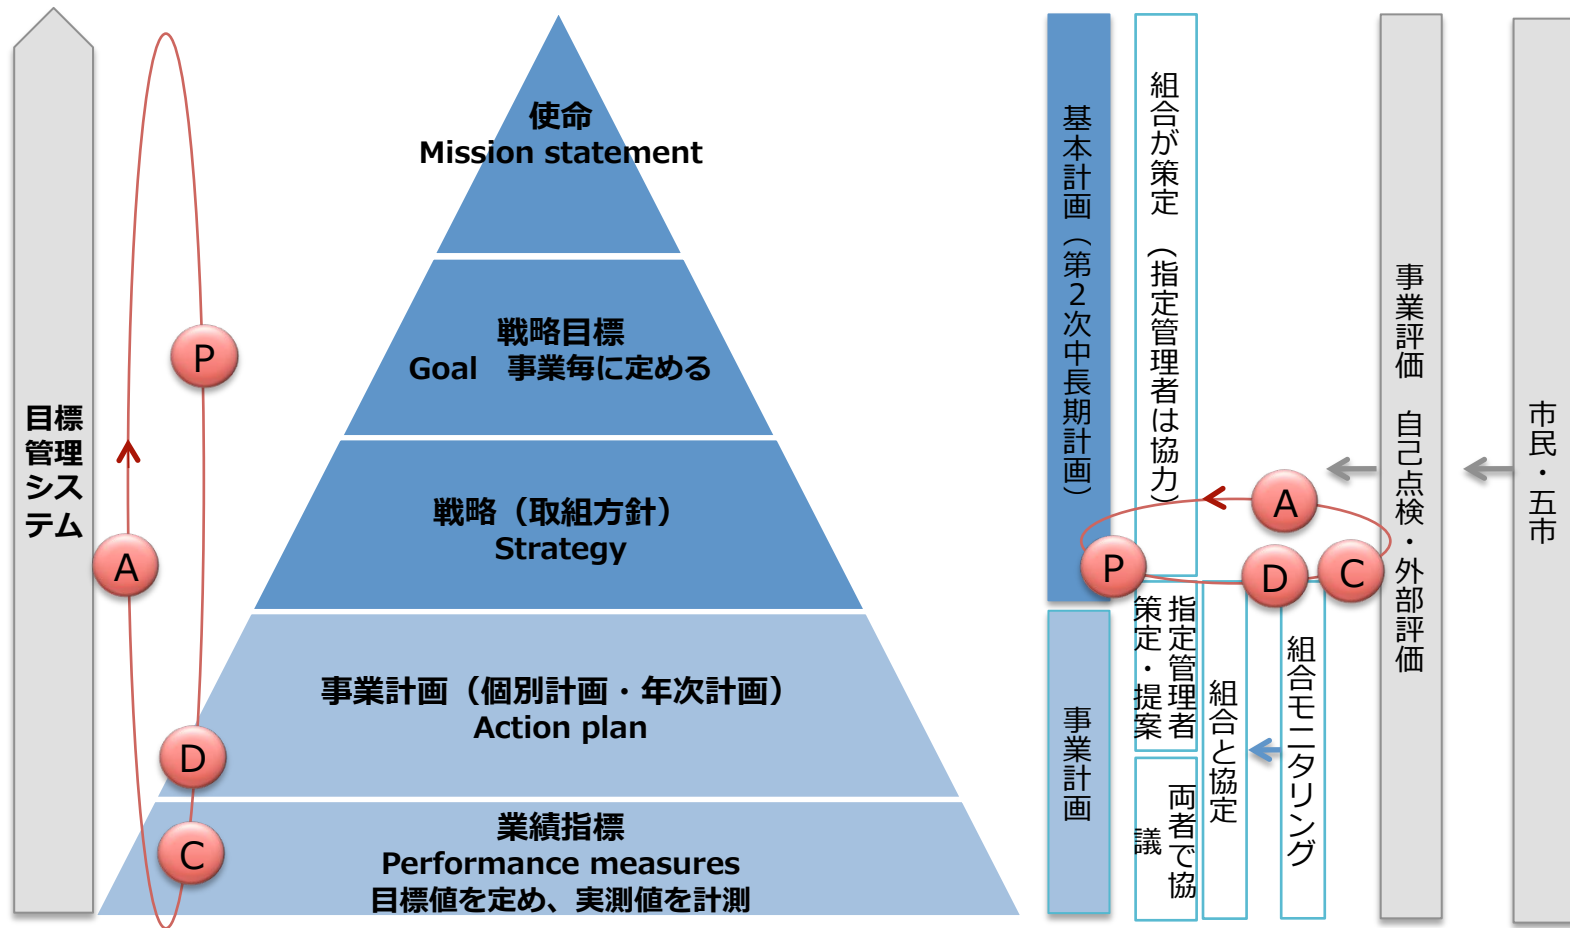 目標
管理
シス
テム
P
A
D
C
使命
Mission statement
戦略目標
Goal　事業毎に定める
戦略（取組方針）
Strategy
事業計画（個別計画・年次計画）
Action plan
業績指標
Performance measures
目標値を定め、実測値を計測
基本計画（第２次中長期計画）
事業計画
組合が策定　（指定管理者は協力）
指定管理者
策定・提案
両者で協
議
組合と協定
組合モニタリング
P
D
C
A
事業評価　自己点検・外部評価
市民・五市